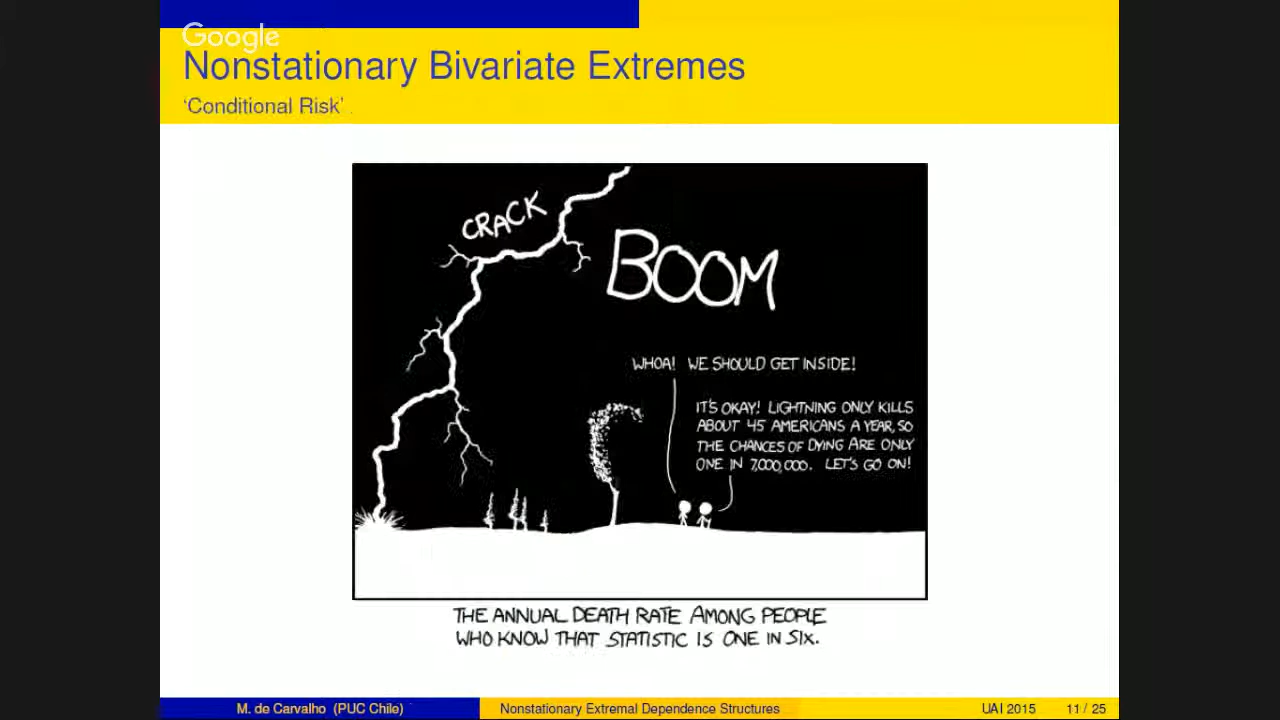 Google
Nonstationary Bivariate Extremes
‘Conditional Risk’
CRACK
BOOM
WHOA! WE SHOULD GET INSIDE!
IT'S OKAY! LIGHTNING ONLY KILLS
ABOUT 45 AMERICANS A YEAR, SO
THE CHANCES OF DYING ARE ONLY
ONE IN 7,000,000. LET'S GO ON!
THE ANNUAL DEATH RATE AMONG PEOPLE
WHO KNOW THAT STATISTIC IS ONE IN SIX.
M. de Carvalho (PUC Chile)
Nonstationary Extremal Dependence Structures
UAI 2015 11 / 25